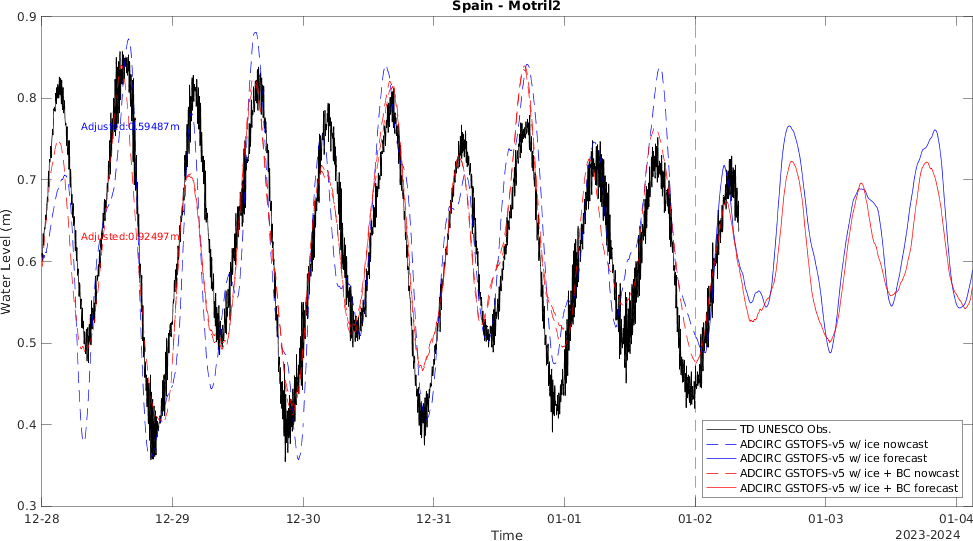 Spain - Motril2
0.9
0.8
0.7
0.6
0.5
0.4
0.3
Water Level (m)
Adjusted:0.59487m
Adjusted:0.92497m
TD UNESCO Obs.
ADCIRC GSTOFS-v5 w/ ice nowcast
ADCIRC GSTOFS-v5 w/ ice forecast
ADCIRC GSTOFS-v5 w/ ice + BC nowcast
ADCIRC GSTOFS-v5 w/ ice + BC forecast
12-28 12-29 12-30 12-31 01-01 01-02 01-03 01-04
Time
2023-2024